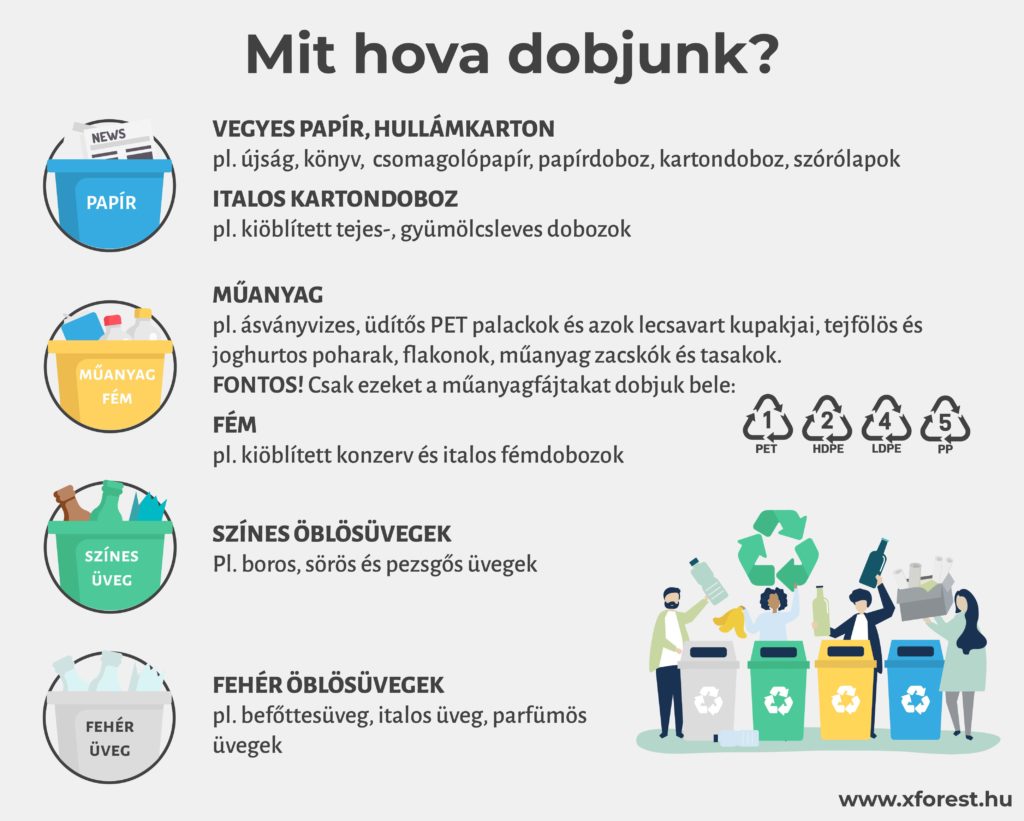 Mit hova dobjunk?
NEWS
PAPÍR
VEGYES PAPÍR, HULLÁMKARTON
pl. újság, könyv, csomagolópapír, papírdoboz, kartondoboz, szórólapok
ITALOS KARTONDOBOZ
pl. kiöblített tejes-, gyümölcsleves dobozok
MŰANYAG
FÉM
MŰANYAG
pl. ásványvizes, üdítős PET palackok és azok lecsavart kupakjai, tejfölös és
joghurtos poharak, flakonok, műanyag zacskók és tasakok.
FONTOS! Csak ezeket a műanyagfájtakat dobjuk bele:
1 2 4 5
PET HDPE LDPE PP
FÉM
pl. kiöblített konzerv és italos fémdobozok
SZÍNES
ÜVEG
SZÍNES ÖBLÖSÜVEGEK
Pl. boros, sörös és pezsgős üvegek
FEHÉR
ÜVEG
FEHÉR ÖBLÖSÜVEGEK
pl. befőttesüveg, italos üveg, parfümös
üvegek
www.xforest.hu